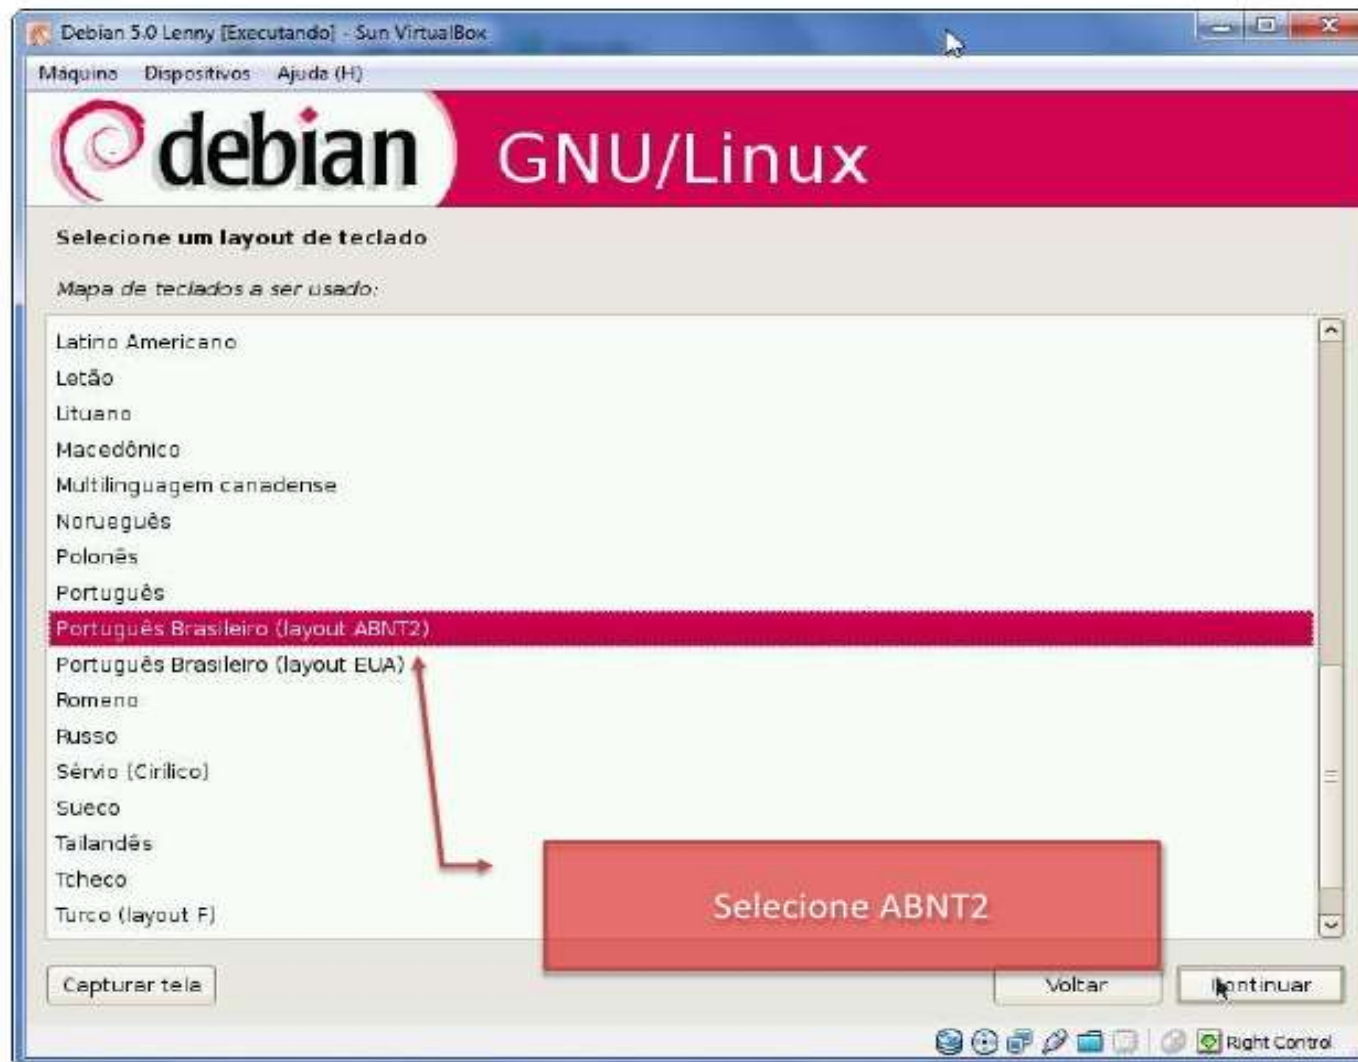 Debian 5.0 Lenny [Executando] - Sun VirtualBox
Máquina Dispositivos Ajuda (H)
debian GNU/Linux
Selecione um layout de teclado
Mapa de teclados a ser usado:
Latino Americano
Letão
Lituano
Macedônico
Multilinguagem canadense
Norueguês
Polonês
Português
Português Brasileiro (layout ABNT2)
Português Brasileiro (layout EUA)
Romeno
Russo
Sérvio (Cirílico)
Sueco
Tailandês
Tcheco
Turco (layout F)
Selecione ABNT2
Capturar tela
Voltar
Continuar
Right Control